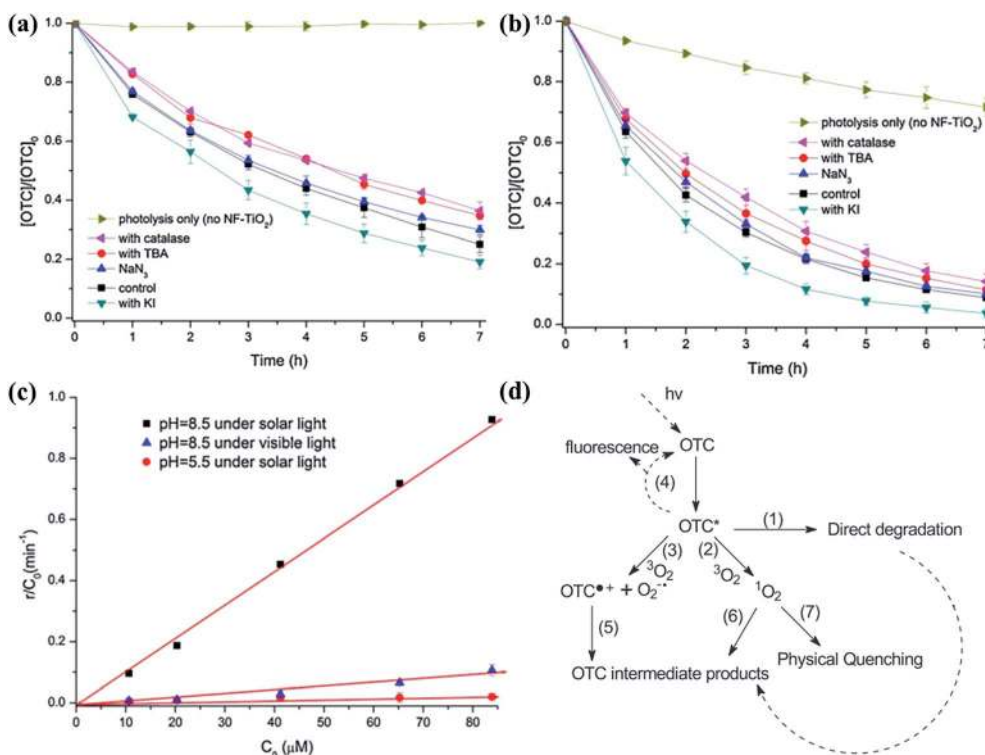 (a)
1.0
0.8
0.6
0.4
0.2
0.0
[OTC]/[OTC]₀
photolysis only (no NF-TiO₂)
with catalase
with TBA
NaN₃
control
with KI
0 1 2 3 4 5 6 7
Time (h)
(b)
1.0
0.8
0.6
0.4
0.2
0.0
[OTC]/[OTC]₀
photolysis only (no NF-TiO₂)
with catalase
with TBA
NaN₃
control
with KI
0 1 2 3 4 5 6 7
Time (h)
(c)
1.0
0.8
0.6
0.4
0.2
0.0
r/C₀(min⁻¹)
pH=8.5 under solar light
pH=8.5 under visible light
pH=5.5 under solar light
0 10 20 30 40 50 60 70 80
C₀ (μM)
(d)
hν
OTC
fluorescence
(4)
OTC*
(1)
Direct degradation
(3)
(2)
³O₂
³O₂
OTC•+ + O₂⁻•
¹O₂
(5)
(6)
(7)
OTC intermediate products
Physical Quenching